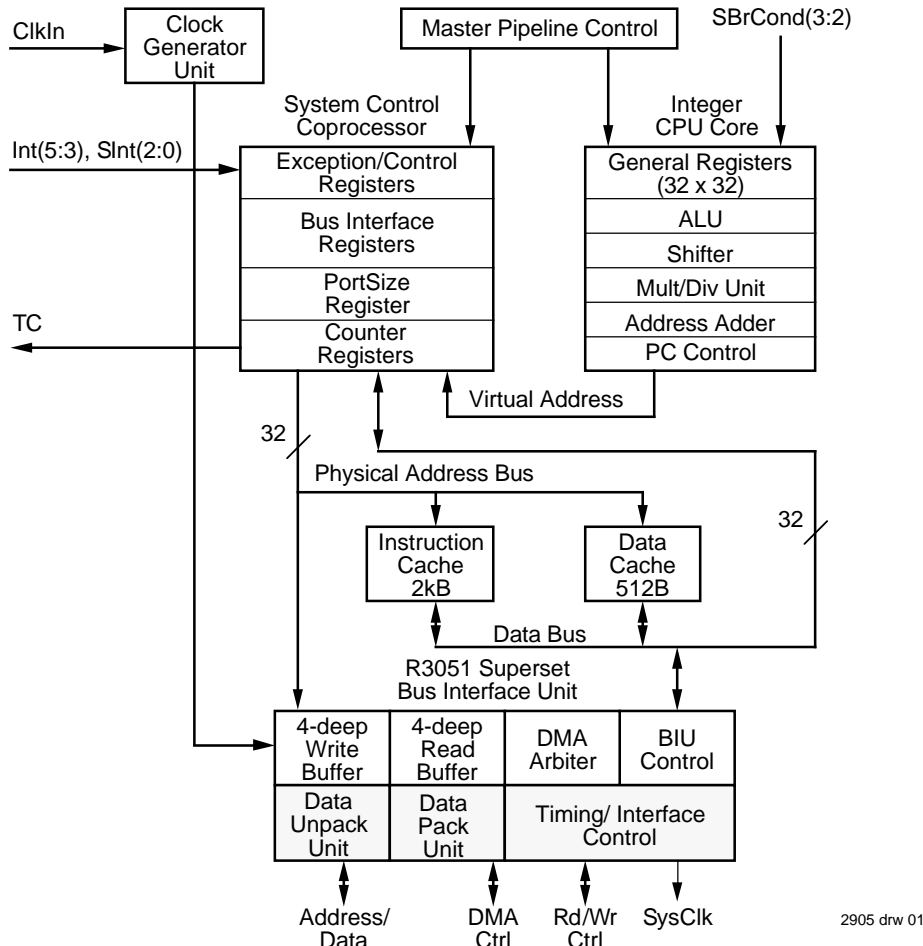 ClkIn
Clock
Generator
Unit
Master Pipeline Control
SBrCond(3:2)
System Control
Coprocessor
Integer
CPU Core
Int(5:3), SInt(2:0)
Exception/Control
Registers
Bus Interface
Registers
PortSize
Register
Counter
Registers
General Registers
(32 x 32)
ALU
Shifter
Mult/Div Unit
Address Adder
PC Control
TC
Virtual Address
32
Physical Address Bus
32
Instruction
Cache
2kB
Data
Cache
512B
Data Bus
R3051 Superset
Bus Interface Unit
4-deep
Write
Buffer
4-deep
Read
Buffer
DMA
Arbiter
BIU
Control
Data
Unpack
Unit
Data
Pack
Unit
Timing/ Interface
Control
Address/
Data
DMA
Ctrl
Rd/Wr
Ctrl
SysClk
2905 drw 01